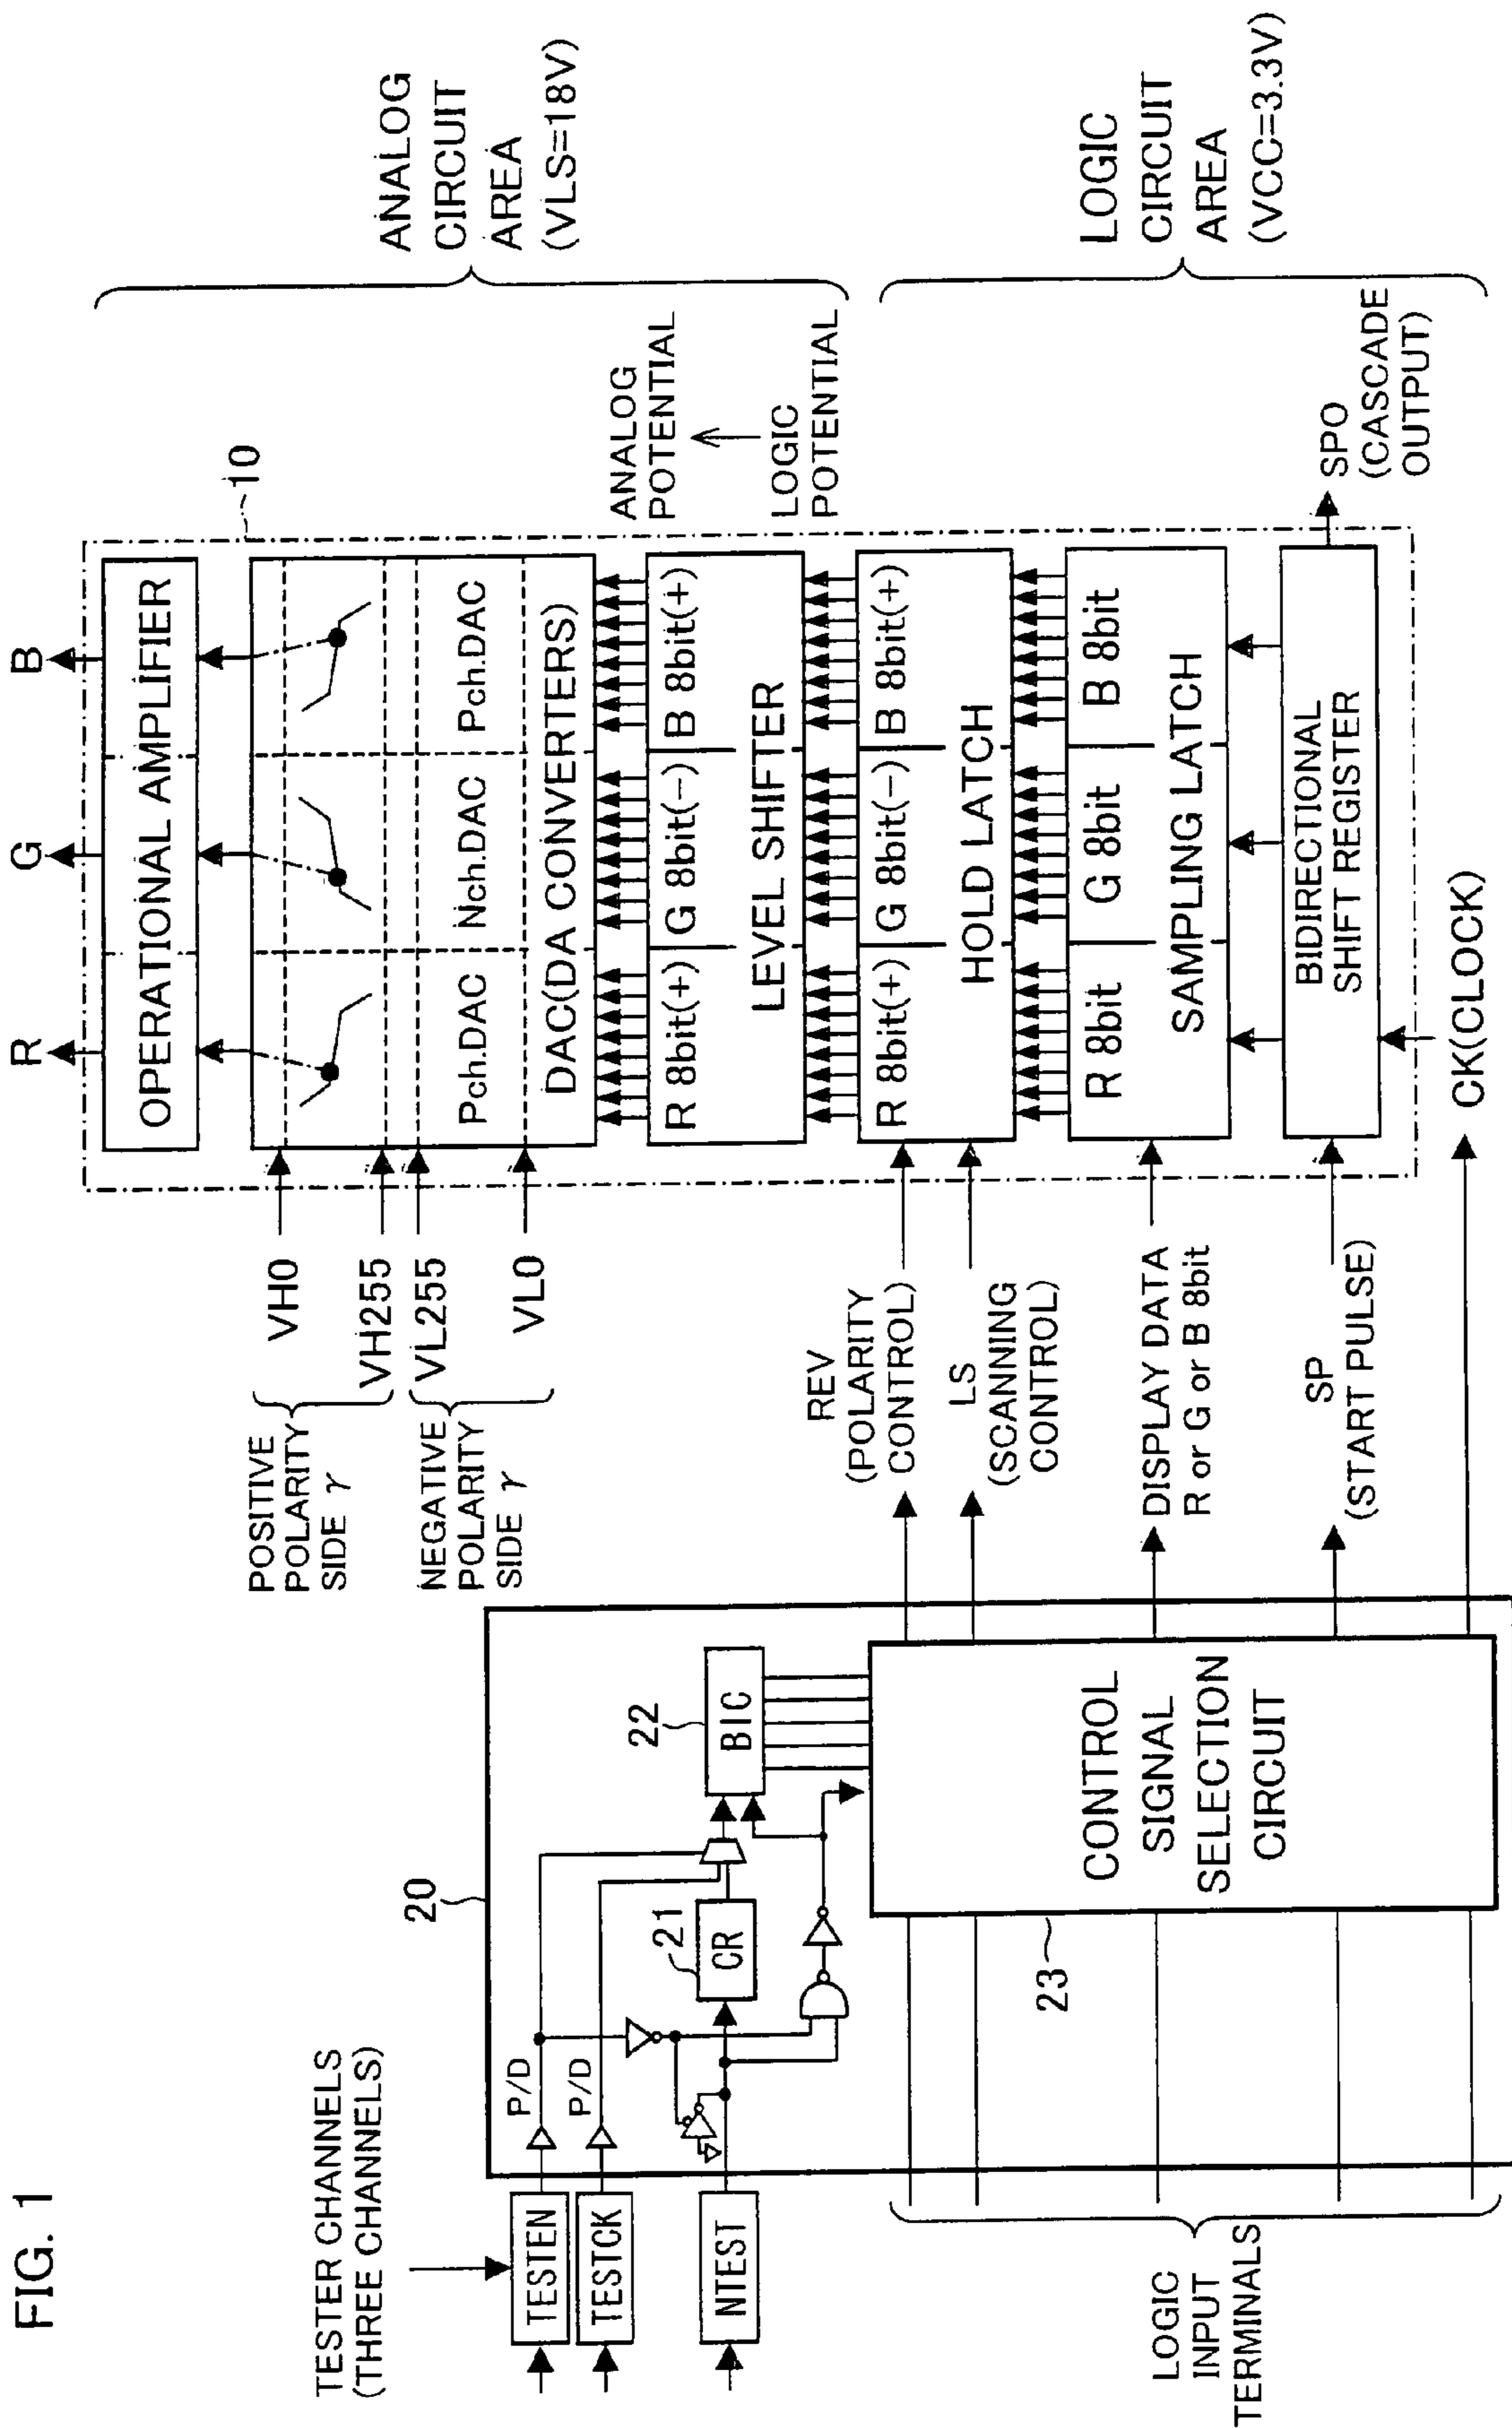 FIG. 1
TESTER CHANNELS
(THREE CHANNELS)
TESTEN
TESTCK
NTEST
P/D
P/D
20
21
CR
22
BIC
23
CONTROL
SIGNAL
SELECTION
CIRCUIT
LOGIC
INPUT
TERMINALS
POSITIVE
POLARITY
SIDE γ
NEGATIVE
POLARITY
SIDE γ
VH0
VH255
VL255
VL0
REV
(POLARITY
CONTROL)
LS
(SCANNING
CONTROL)
DISPLAY DATA
R or G or B 8bit
SP
(START PULSE)
CK(CLOCK)
R
G
B
10
OPERATIONAL AMPLIFIER
Pch.DAC
Nch.DAC
Pch.DAC
DAC(DA CONVERTERS)
R 8bit(+)
G 8bit(−)
B 8bit(+)
LEVEL SHIFTER
R 8bit(+)
G 8bit(−)
B 8bit(+)
HOLD LATCH
R 8bit
G 8bit
B 8bit
SAMPLING LATCH
BIDIRECTIONAL
SHIFT REGISTER
ANALOG
POTENTIAL
LOGIC
POTENTIAL
SPO
(CASCADE
OUTPUT)
ANALOG
CIRCUIT
AREA
(VLS=18V)
LOGIC
CIRCUIT
AREA
(VCC=3.3V)